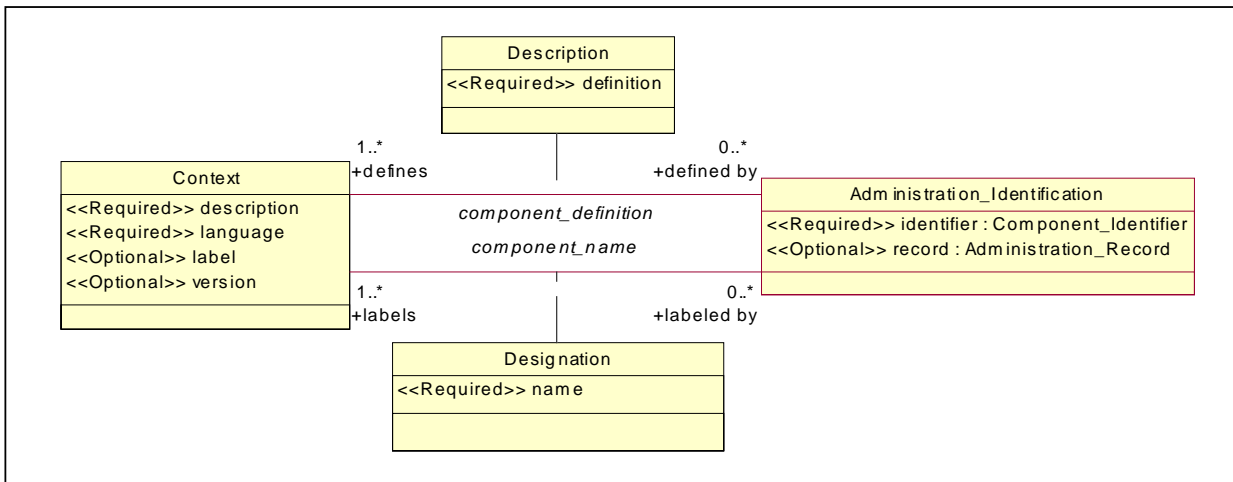 Description
<<Required>> definition
1..*
0..*
+defines
+defined by
Context
<<Required>> description
<<Required>> language
<<Optional>> label
<<Optional>> version
component_definition
component_name
Administration_Identification
<<Required>> identifier : Component_Identifier
<<Optional>> record : Administration_Record
1..*
0..*
+labels
+labeled by
Designation
<<Required>> name